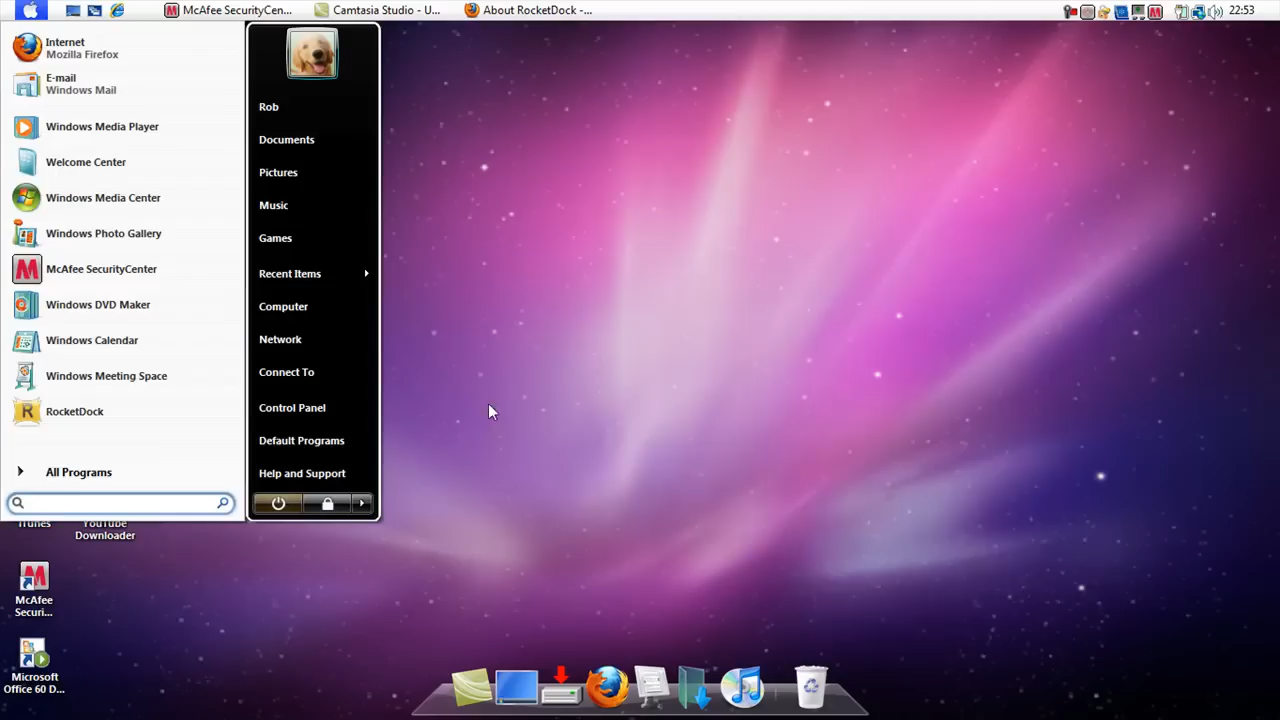 McAfee SecurityCen...
Camtasia Studio - U...
About RocketDock -...
22:53
Internet
Mozilla Firefox
E-mail
Windows Mail
Windows Media Player
Welcome Center
Windows Media Center
Windows Photo Gallery
McAfee SecurityCenter
Windows DVD Maker
Windows Calendar
Windows Meeting Space
RocketDock
All Programs
Rob
Documents
Pictures
Music
Games
Recent Items
Computer
Network
Connect To
Control Panel
Default Programs
Help and Support
iTunes
YouTube
Downloader
McAfee
Securi...
Microsoft
Office 60 D...